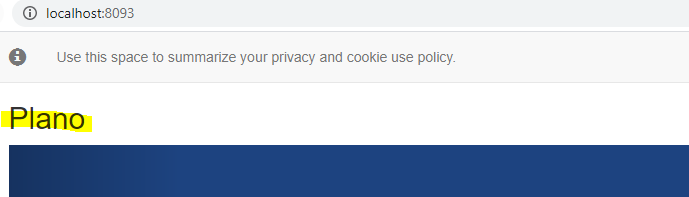 localhost:8093
Use this space to summarize your privacy and cookie use policy.
Plano